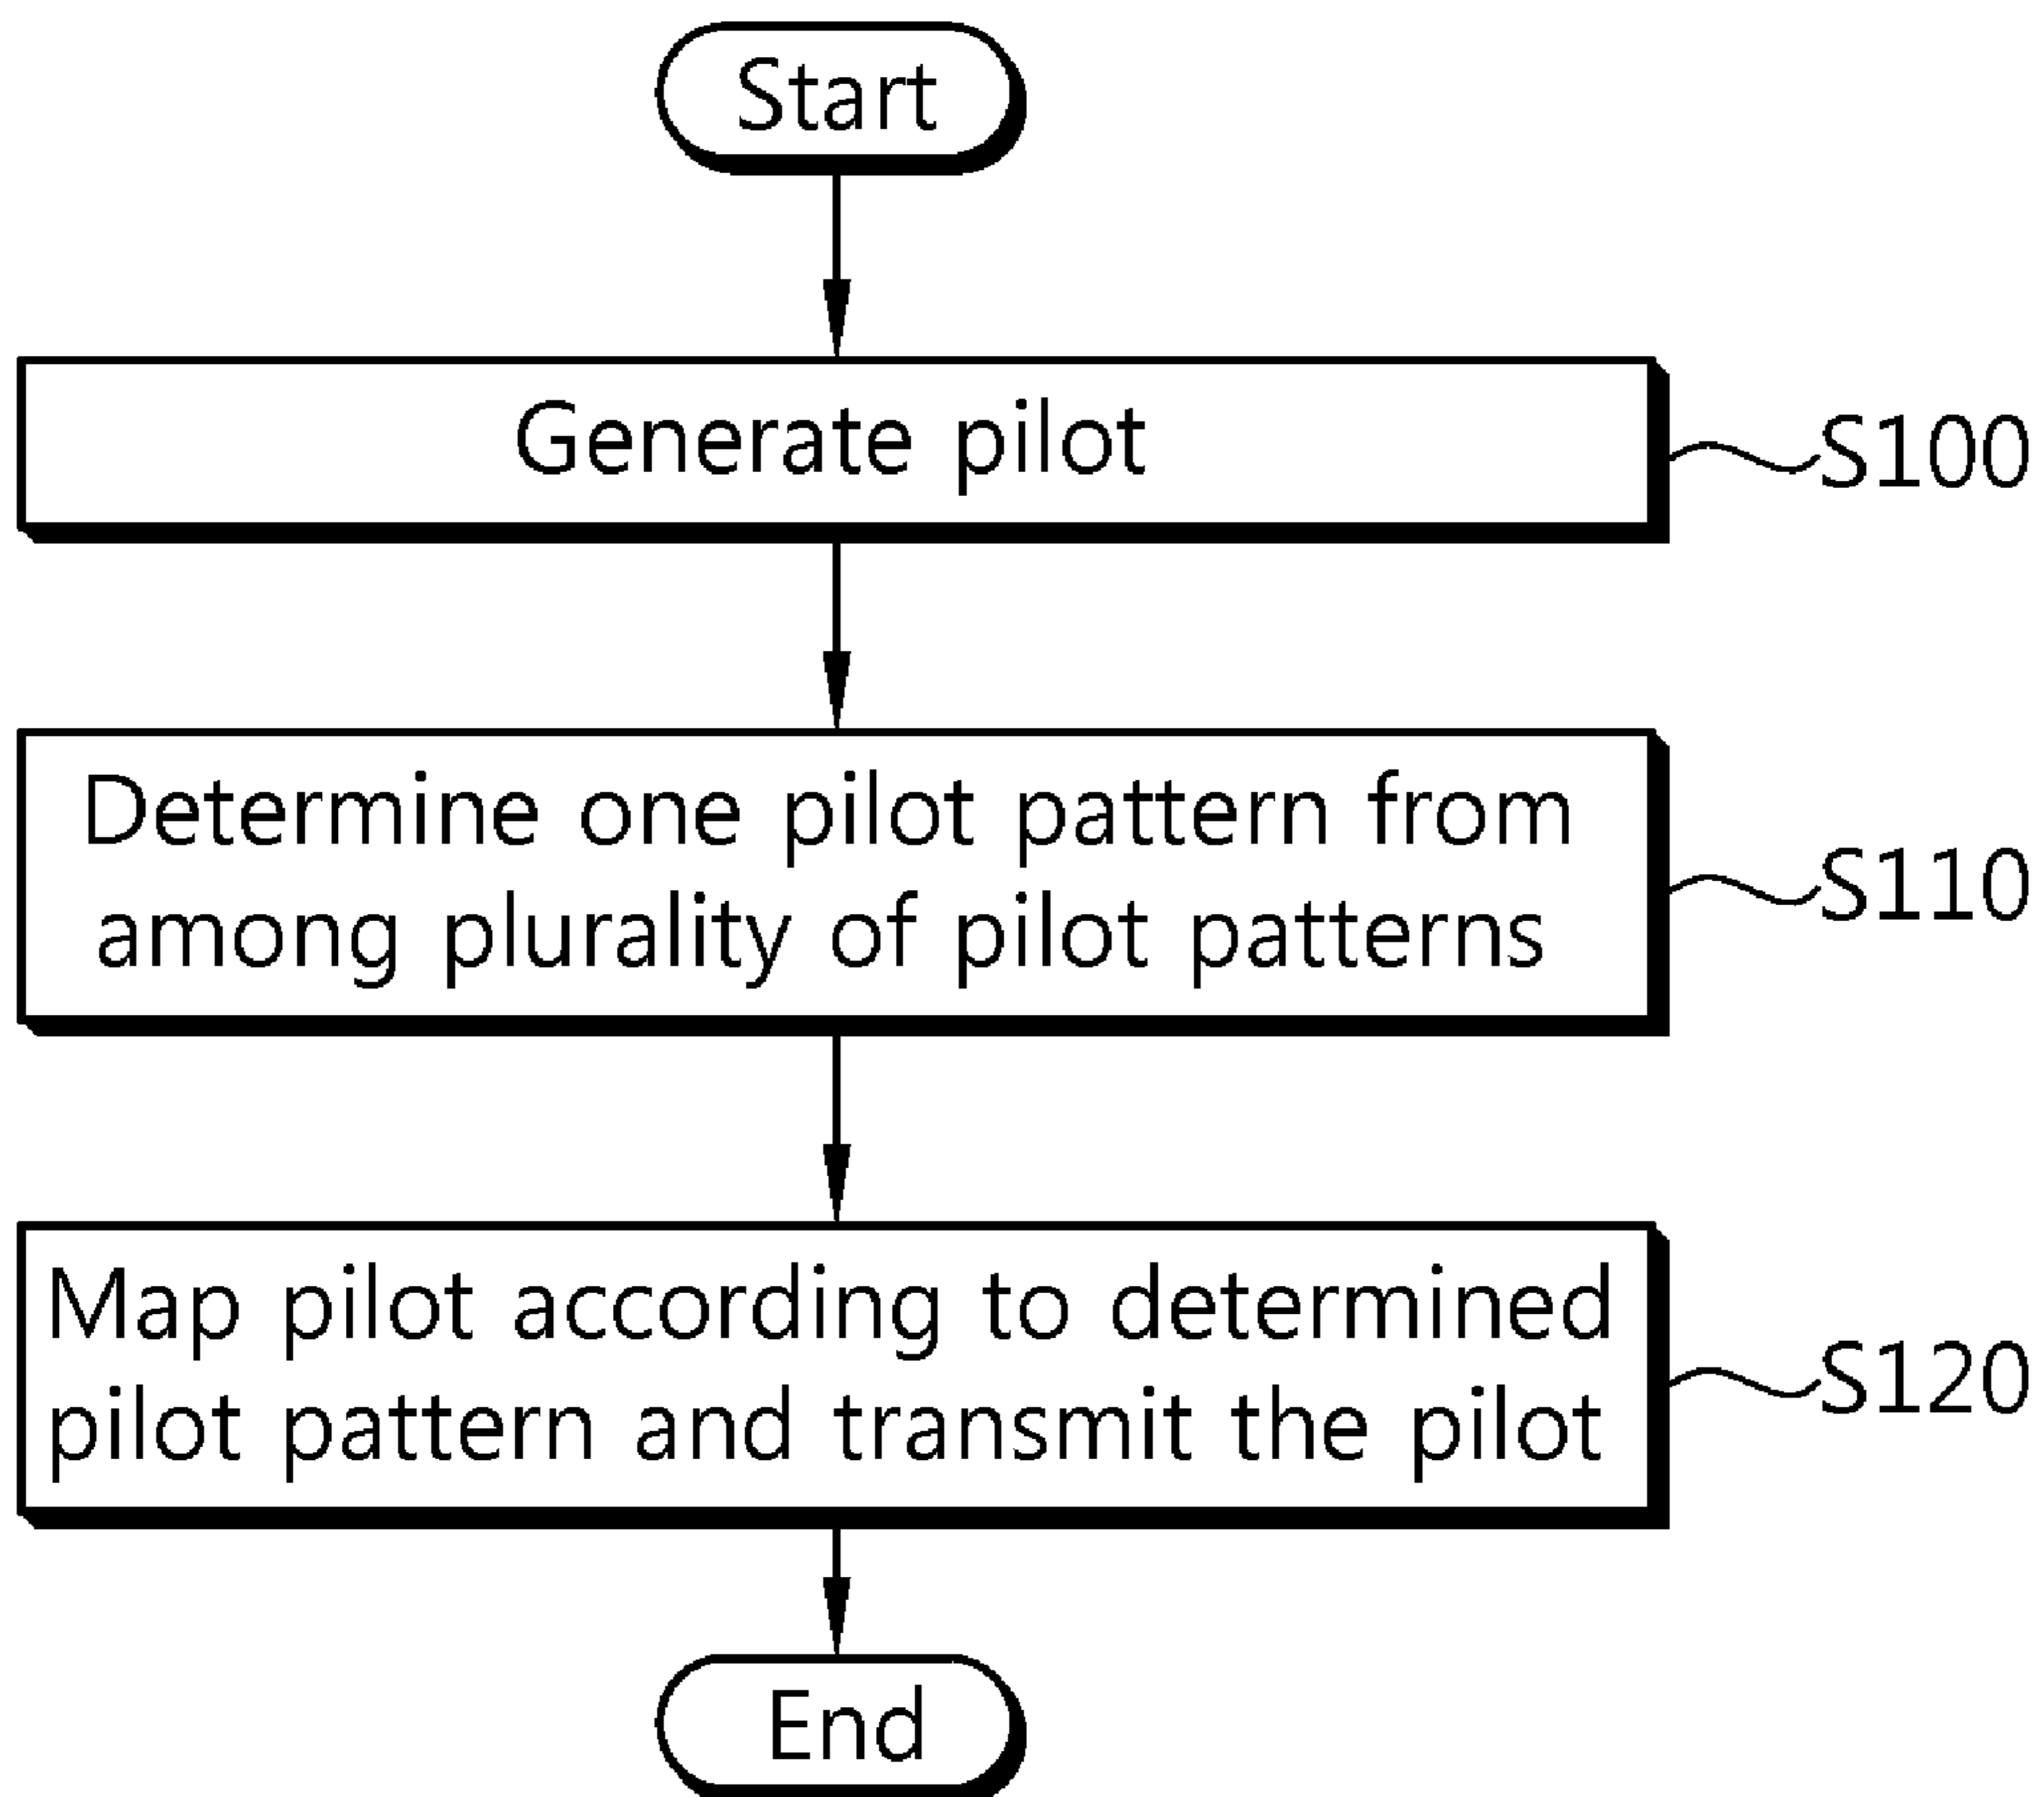 Start
Generate pilot
S100
Determine one pilot pattern from
among plurality of pilot patterns
S110
Map pilot according to determined
pilot pattern and transmit the pilot
S120
End